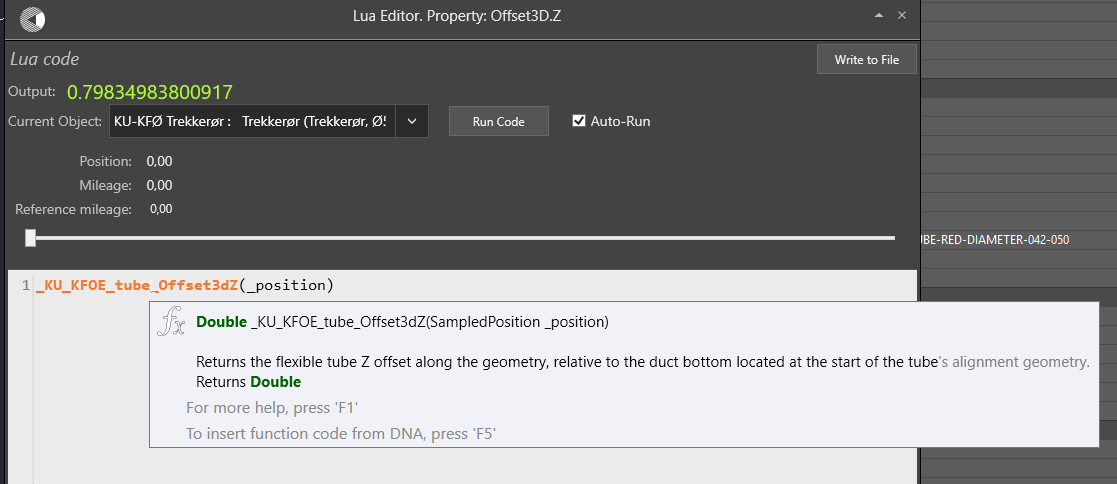 Lua Editor. Property: Offset3D.Z
Lua code
Write to File
Output: 0.79834983800917
Current Object: KU-KFØ Trekkerør : Trekkerør (Trekkerør, Ø5
Run Code
Auto-Run
Position: 0,00
Mileage: 0,00
Reference mileage: 0,00
UBE-RED-DIAMETER-042-050
1 _KU_KFOE_tube_Offset3dZ(_position)
fx
Double _KU_KFOE_tube_Offset3dZ(SampledPosition _position)
Returns the flexible tube Z offset along the geometry, relative to the duct bottom located at the start of the tube's alignment geometry.
Returns Double
For more help, press 'F1'
To insert function code from DNA, press 'F5'